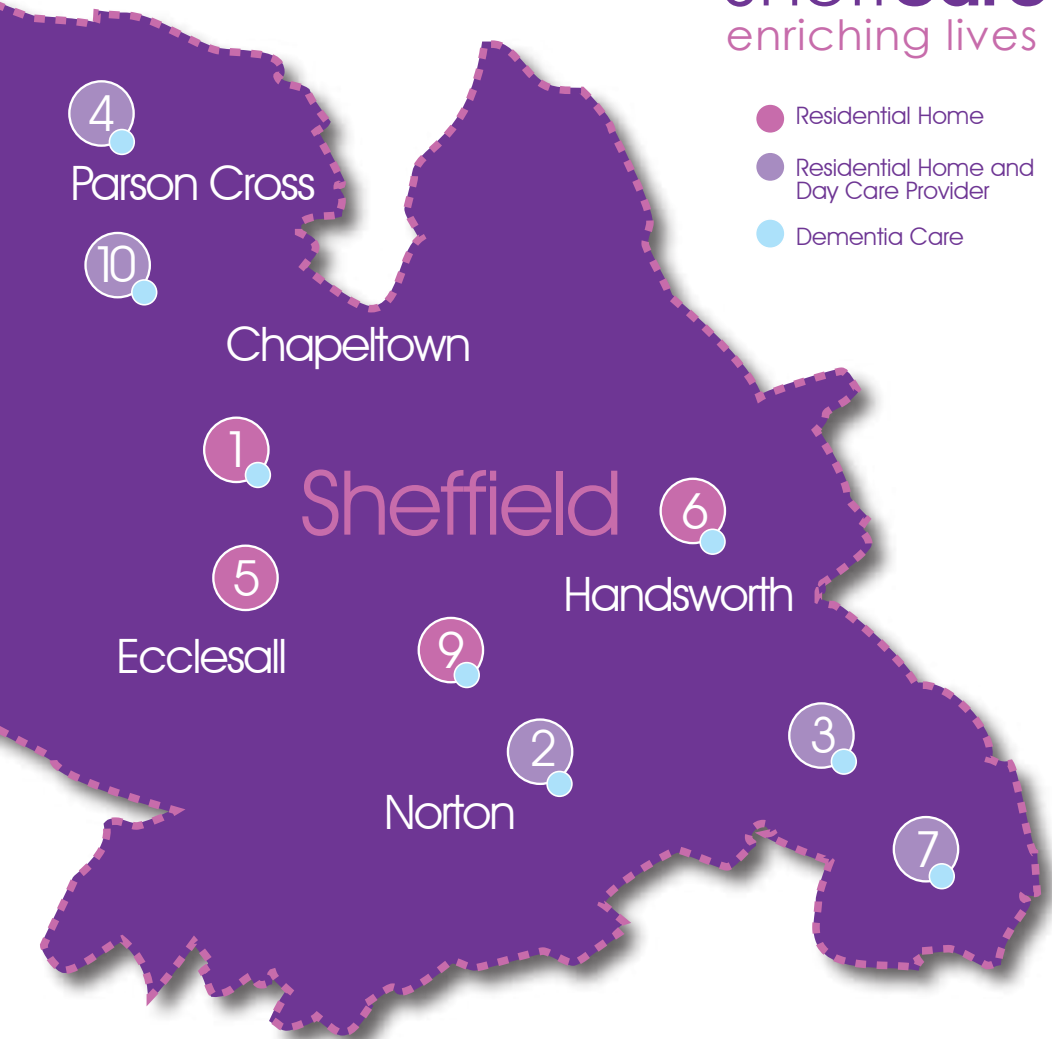 enriching lives
Residential Home
Residential Home and
Day Care Provider
Dementia Care
4
Parson Cross
10
Chapeltown
1
Sheffield
6
5
Handsworth
Ecclesall
9
3
2
Norton
7